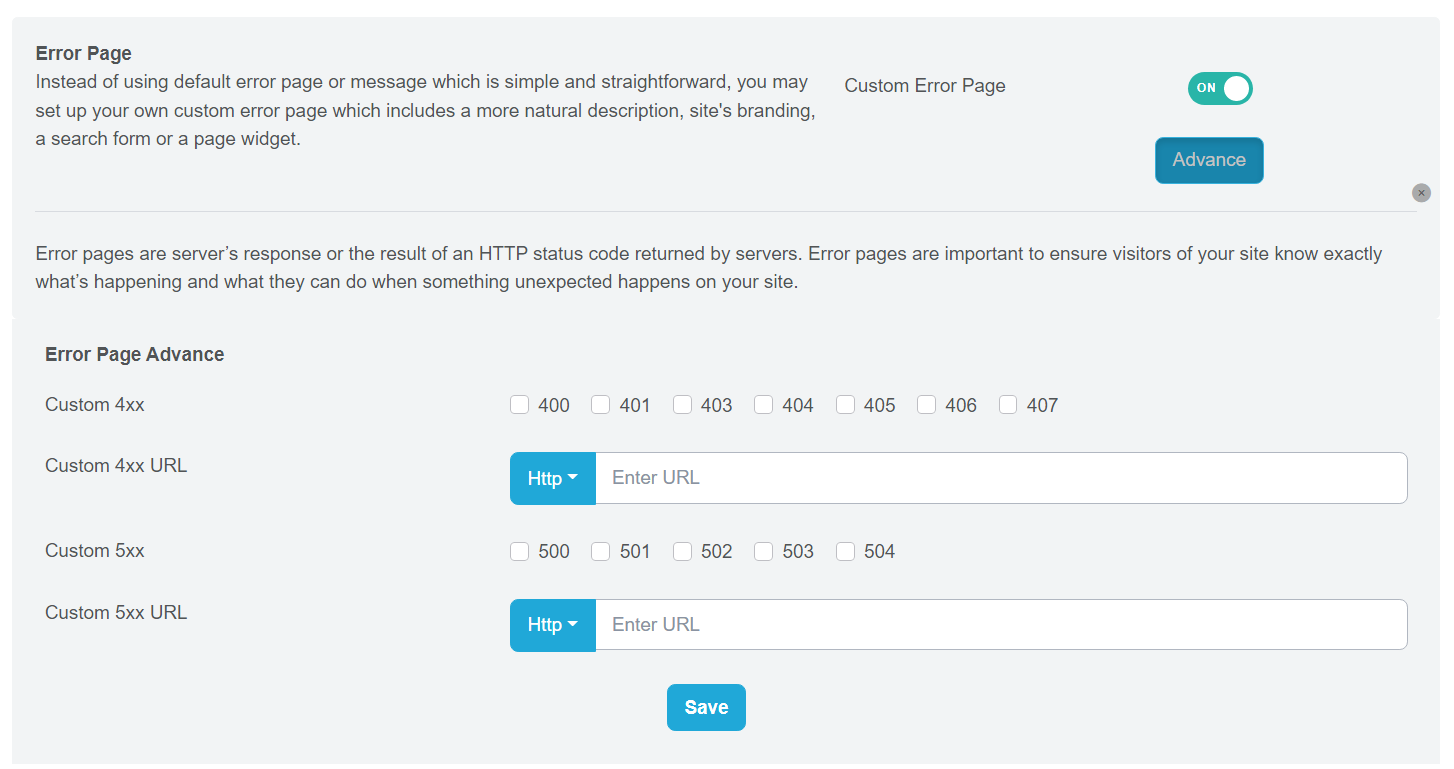 Error Page
Instead of using default error page or message which is simple and straightforward, you may
set up your own custom error page which includes a more natural description, site's branding,
a search form or a page widget.
Custom Error Page
ON
Advance
Error pages are server’s response or the result of an HTTP status code returned by servers. Error pages are important to ensure visitors of your site know exactly
what’s happening and what they can do when something unexpected happens on your site.
Error Page Advance
Custom 4xx 400 401 403 404 405 406 407
Custom 4xx URL Http Enter URL
Custom 5xx 500 501 502 503 504
Custom 5xx URL Http Enter URL
Save